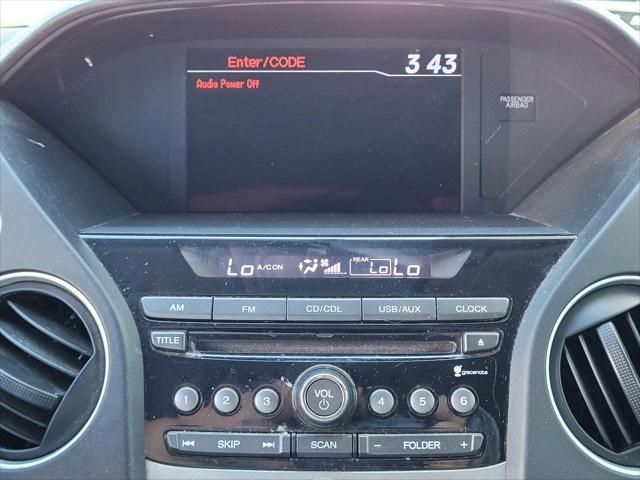 Enter/CODE 3 43
Audio Power Off
PASSENGER
AIRBAG
Lo A/C ON REAR Lo Lo
AM FM CD/CDL USB/AUX CLOCK
TITLE
gracenote
1 2 3 VOL 4 5 6
SKIP SCAN − FOLDER +